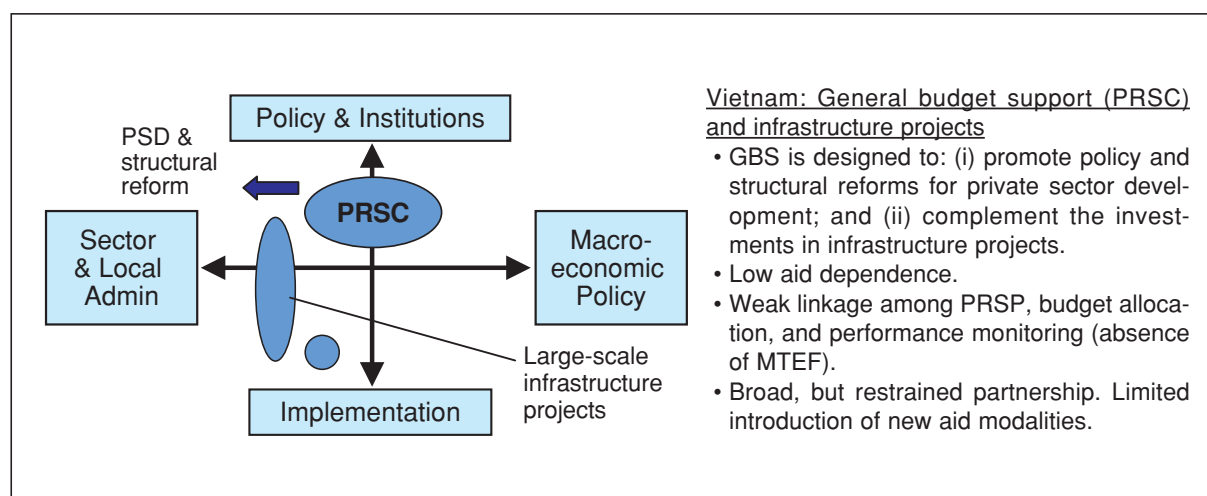 Policy & Institutions
PSD &
structural
reform
PRSC
Sector
& Local
Admin
Macro-
economic
Policy
Large-scale
infrastructure
projects
Implementation
Vietnam: General budget support (PRSC)
and infrastructure projects
• GBS is designed to: (i) promote policy and
structural reforms for private sector devel-
opment; and (ii) complement the invest-
ments in infrastructure projects.
• Low aid dependence.
• Weak linkage among PRSP, budget alloca-
tion, and performance monitoring (absence
of MTEF).
• Broad, but restrained partnership. Limited
introduction of new aid modalities.